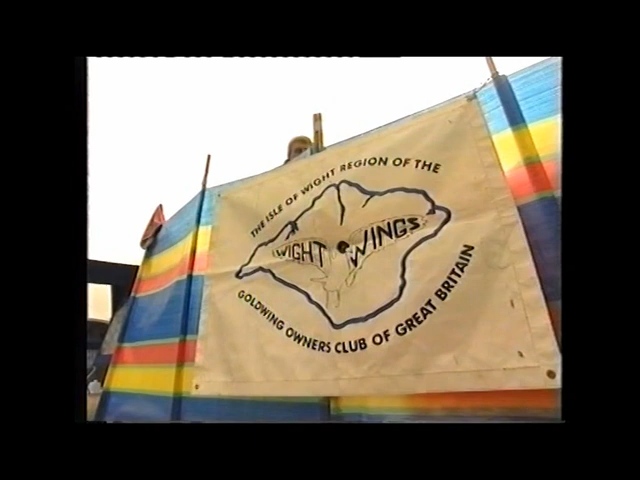 THE ISLE OF WIGHT REGION OF THE
WIGHT WINGS
GOLDWING OWNERS CLUB OF GREAT BRITAIN